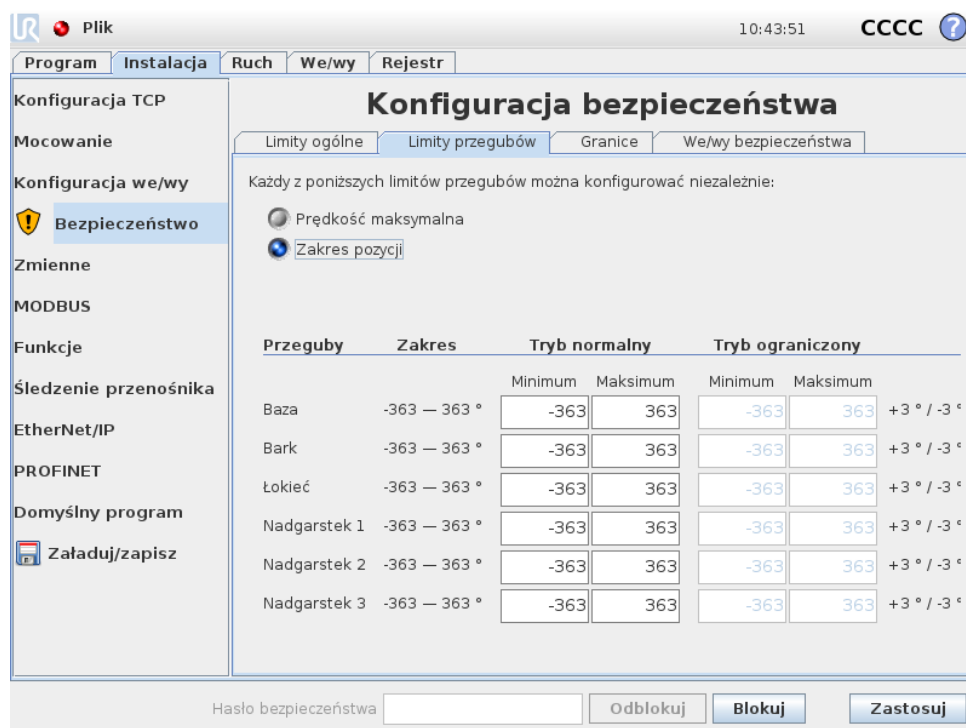 UR Plik 10:43:51 CCCC ?
Program Instalacja Ruch We/wy Rejestr
Konfiguracja TCP
Mocowanie
Konfiguracja we/wy
Bezpieczeństwo
Zmienne
MODBUS
Funkcje
Śledzenie przenośnika
EtherNet/IP
PROFINET
Domyślny program
Załaduj/zapisz
Konfiguracja bezpieczeństwa
Limity ogólne Limity przegubów Granice We/wy bezpieczeństwa
Każdy z poniższych limitów przegubów można konfigurować niezależnie:
Prędkość maksymalna
Zakres pozycji
Przeguby Zakres Tryb normalny Tryb ograniczony
Minimum Maksimum Minimum Maksimum
Baza -363 — 363 ° -363 363 -363 363 +3 ° / -3 °
Bark -363 — 363 ° -363 363 -363 363 +3 ° / -3 °
Łokieć -363 — 363 ° -363 363 -363 363 +3 ° / -3 °
Nadgarstek 1 -363 — 363 ° -363 363 -363 363 +3 ° / -3 °
Nadgarstek 2 -363 — 363 ° -363 363 -363 363 +3 ° / -3 °
Nadgarstek 3 -363 — 363 ° -363 363 -363 363 +3 ° / -3 °
Hasło bezpieczeństwa Odblokuj Blokuj Zastosuj